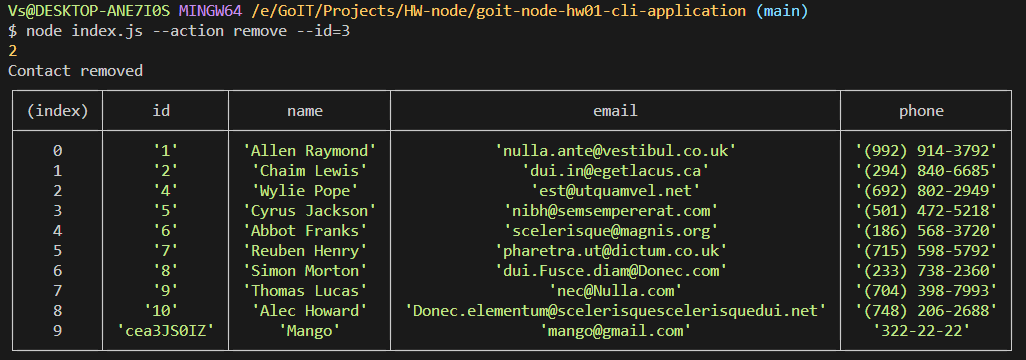 Vs@DESKTOP-ANE7I0S MINGW64 /e/GoIT/Projects/HW-node/goit-node-hw01-cli-application (main)
$ node index.js --action remove --id=3
2
Contact removed
(index) id name email phone
0 '1' 'Allen Raymond' 'nulla.ante@vestibul.co.uk' '(992) 914-3792'
1 '2' 'Chaim Lewis' 'dui.in@egetlacus.ca' '(294) 840-6685'
2 '4' 'Wylie Pope' 'est@utquamvel.net' '(692) 802-2949'
3 '5' 'Cyrus Jackson' 'nibh@semsempererat.com' '(501) 472-5218'
4 '6' 'Abbot Franks' 'scelerisque@magnis.org' '(186) 568-3720'
5 '7' 'Reuben Henry' 'pharetra.ut@dictum.co.uk' '(715) 598-5792'
6 '8' 'Simon Morton' 'dui.Fusce.diam@Donec.com' '(233) 738-2360'
7 '9' 'Thomas Lucas' 'nec@Nulla.com' '(704) 398-7993'
8 '10' 'Alec Howard' 'Donec.elementum@scelerisquescelerisquedui.net' '(748) 206-2688'
9 'cea3JS0IZ' 'Mango' 'mango@gmail.com' '322-22-22'